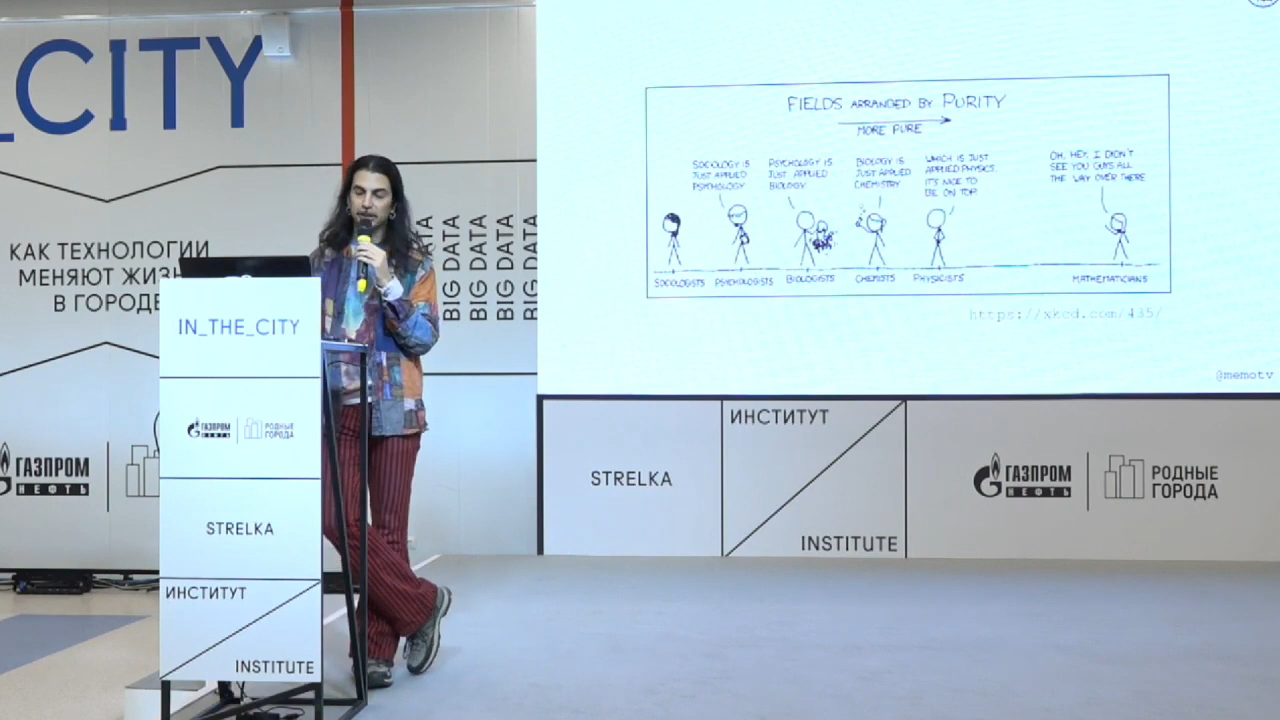 _CITY
КАК ТЕХНОЛОГИИ
МЕНЯЮТ ЖИЗН
В ГОРОДЕ
BIG DATA
BIG DATA
BIG DATA
BIG DATA
ГАЗПРОМ
НЕФТЬ
IN_THE_CITY
ГАЗПРОМ
НЕФТЬ
РОДНЫЕ
ГОРОДА
STRELKA
ИНСТИТУТ
INSTITUTE
FIELDS ARRANGED BY PURITY
MORE PURE
SOCIOLOGY IS
JUST APPLIED
PSYCHOLOGY
PSYCHOLOGY IS
JUST APPLIED
BIOLOGY.
BIOLOGY IS
JUST APPLIED
CHEMISTRY
WHICH IS JUST
APPLIED PHYSICS.
IT'S NICE TO
BE ON TOP.
OH, HEY, I DIDN'T
SEE YOU GUYS ALL
THE WAY OVER THERE.
SOCIOLOGISTS PSYCHOLOGISTS BIOLOGISTS CHEMISTS PHYSICISTS MATHEMATICIANS
https://xkcd.com/435/
@memotv
STRELKA
ИНСТИТУТ
INSTITUTE
ГАЗПРОМ
НЕФТЬ
РОДНЫЕ
ГОРОДА